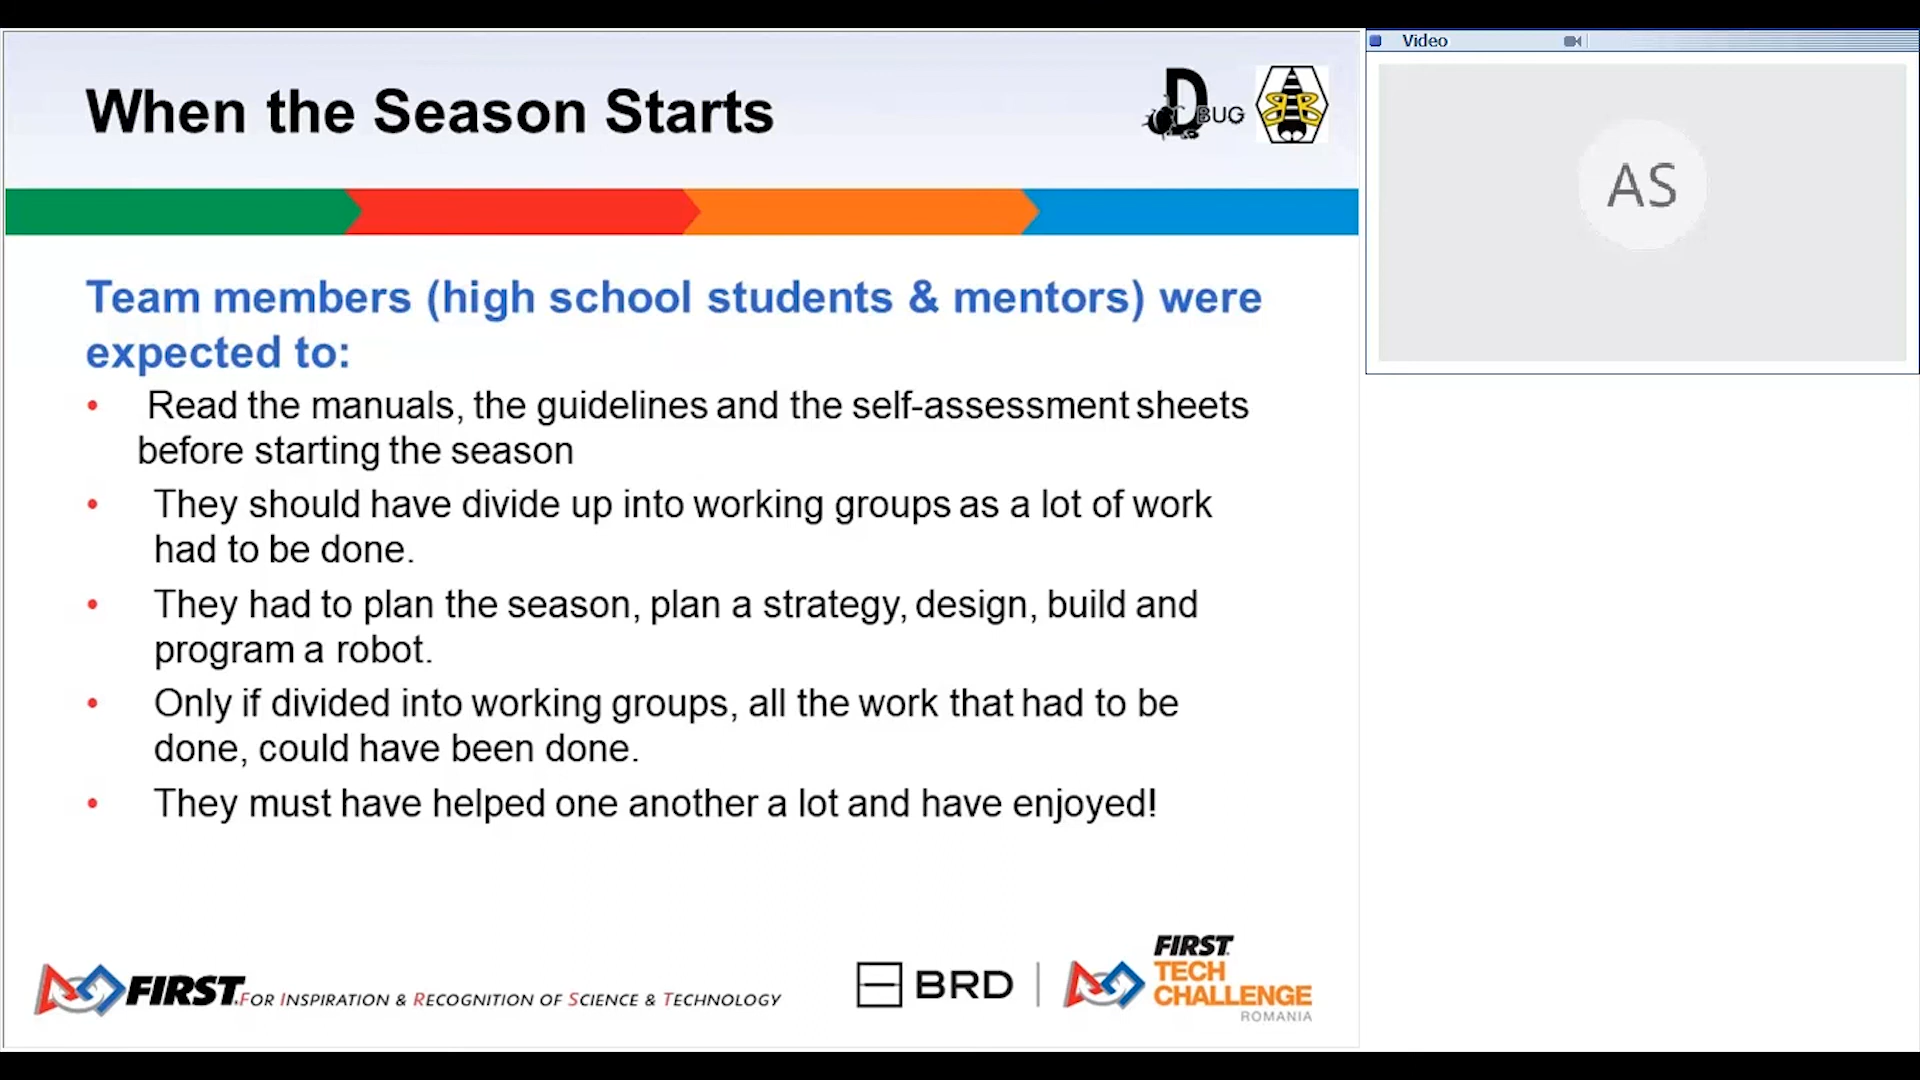 When the Season Starts
D BUG
Team members (high school students & mentors) were
expected to:
• Read the manuals, the guidelines and the self-assessment sheets
before starting the season
• They should have divide up into working groups as a lot of work
had to be done.
• They had to plan the season, plan a strategy, design, build and
program a robot.
• Only if divided into working groups, all the work that had to be
done, could have been done.
• They must have helped one another a lot and have enjoyed!
FIRST. FOR INSPIRATION & RECOGNITION OF SCIENCE & TECHNOLOGY
BRD
FIRST
TECH
CHALLENGE
ROMANIA
Video
AS